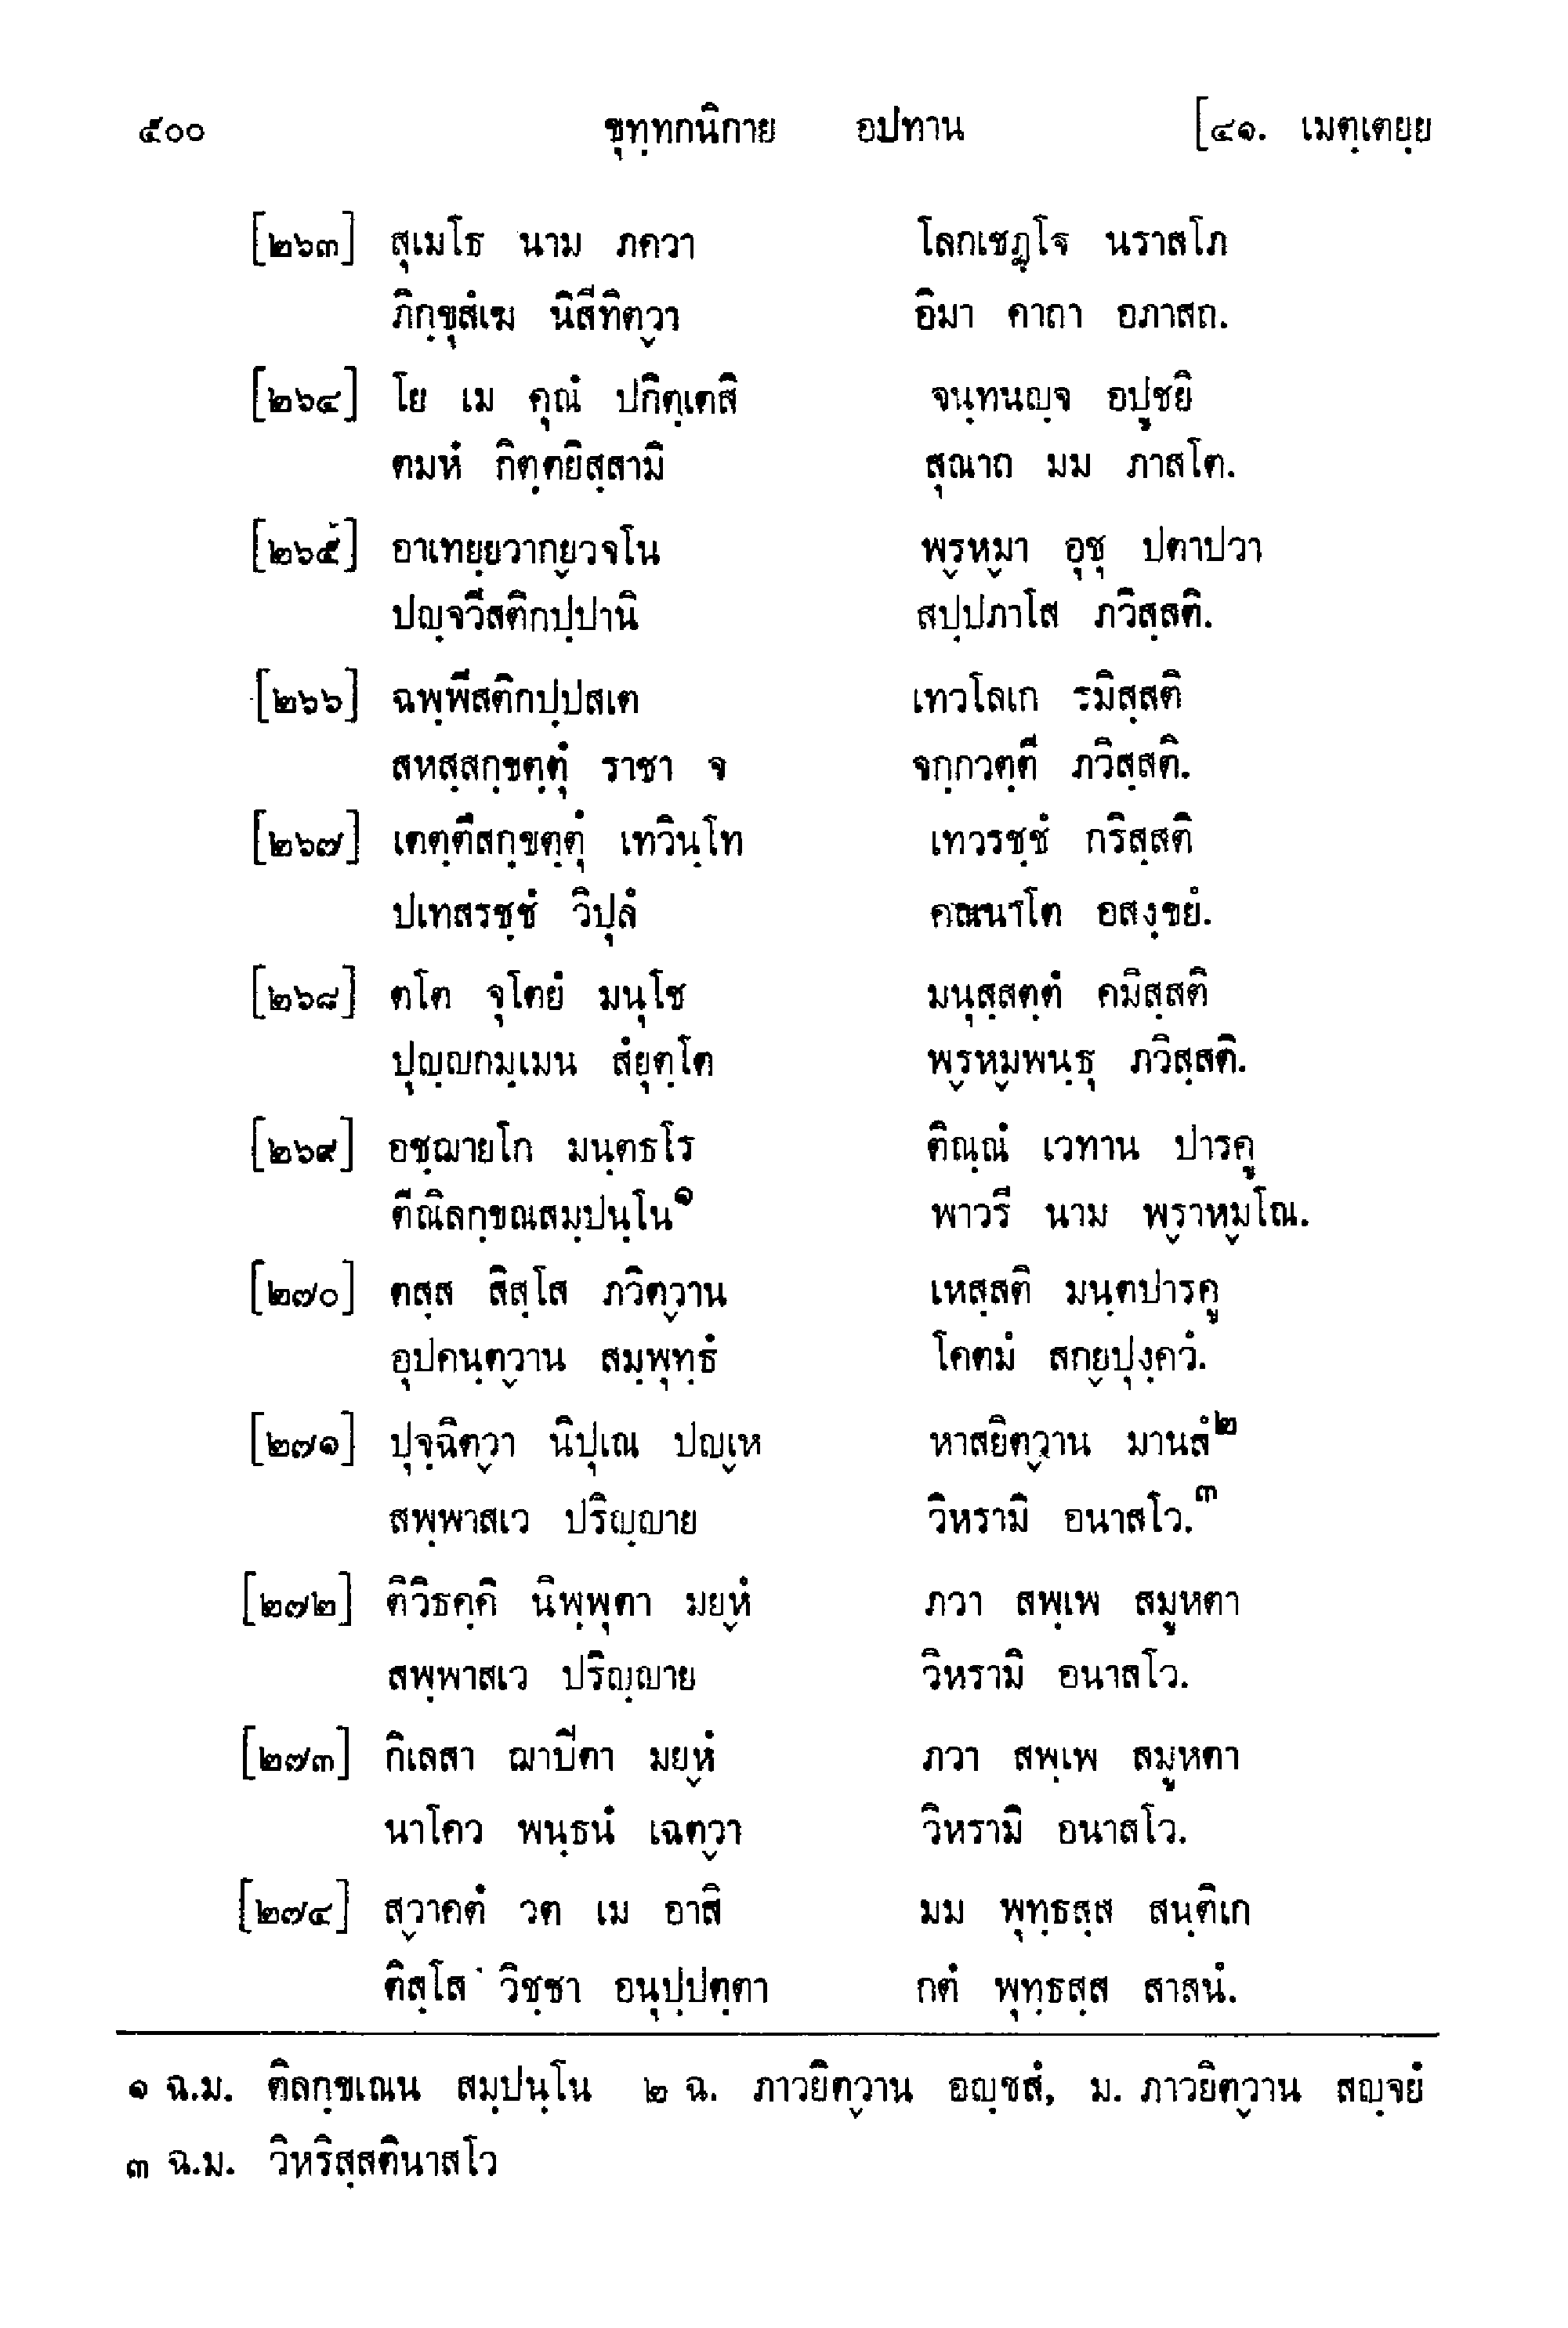 ๕๐๐ ขุทฺทกนิกาย อปทาน [๔๑. เมตฺเตยฺย
[๒๖๓] สุเมโธ นาม ภควา โลกเชฏฺโจ นราสโภ
ภิกฺขุสํเฆ นิสีทิตฺวา อิมา คาถา อภาสถ.
[๒๖๔] โย เม คุณํ ปกิตฺเตสิ จนฺทนญฺจ อปูชยิ
ตมหํ กิตฺตยิสฺสามิ สุณาถ มม ภาสโต.
[๒๖๕] อาเทยฺยวากฺยวจโน พฺรหฺมา อุชุ ปตาปวา
ปญฺจวีสติกปฺปานิ สปฺปภาโส ภวิสฺสติ.
[๒๖๖] ฉพฺพีสติกปฺปสเต เทวโลเก รมิสฺสติ
สหสฺสกฺขตฺตุํ ราชา จ จกฺกวตฺตี ภวิสฺสติ.
[๒๖๗] เตตฺตึสกฺขตฺตุํ เทวินฺโท เทวรชฺชํ กริสฺสติ
ปเทสรชฺชํ วิปุลํ คณนาโต อสงฺขยํ.
[๒๖๘] ตโต จุโตยํ มนุโช มนุสฺสตฺตํ คมิสฺสติ
ปุญฺญกมฺเมน สํยุตฺโต พฺรหฺมพนฺธุ ภวิสฺสติ.
[๒๖๙] อชฺฌายโก มนฺตธโร ติณฺณํ เวทาน ปารคู
ตีณิลกฺขณสมฺปนฺโน๑ พาวรี นาม พฺราหฺมโณ.
[๒๗๐] ตสฺส สิสฺโส ภวิตฺวาน เหสฺสติ มนฺตปารคู
อุปคนฺตฺวาน สมฺพุทฺธํ โคตมํ สกฺยปุงฺควํ.
[๒๗๑] ปุจฺฉิตฺวา นิปุเณ ปญฺเห หาสยิตฺวาน มานสํ๒
สพฺพาสเว ปริญฺญาย วิหรามิ อนาสโว.๓
[๒๗๒] ติวิธคฺคิ นิพฺพุตา มยฺหํ ภวา สพฺเพ สมูหตา
สพฺพาสเว ปริญฺญาย วิหรามิ อนาสโว.
[๒๗๓] กิเลสา ฌาปิตา มยฺหํ ภวา สพฺเพ สมูหตา
นาโคว พนฺธนํ เฉตฺวา วิหรามิ อนาสโว.
[๒๗๔] สฺวาคตํ วต เม อาสิ มม พุทฺธสฺส สนฺติเก
ติสฺโส วิชฺชา อนุปฺปตฺตา กตํ พุทฺธสฺส สาสนํ.
๑ ฉ.ม. ติลกฺขเณน สมฺปนฺโน ๒ ฉ. ภาวยิตฺวาน อญฺชสํ, ม. ภาวยิตฺวาน สญฺจยํ
๓ ฉ.ม. วิหริสฺสตินาสโว